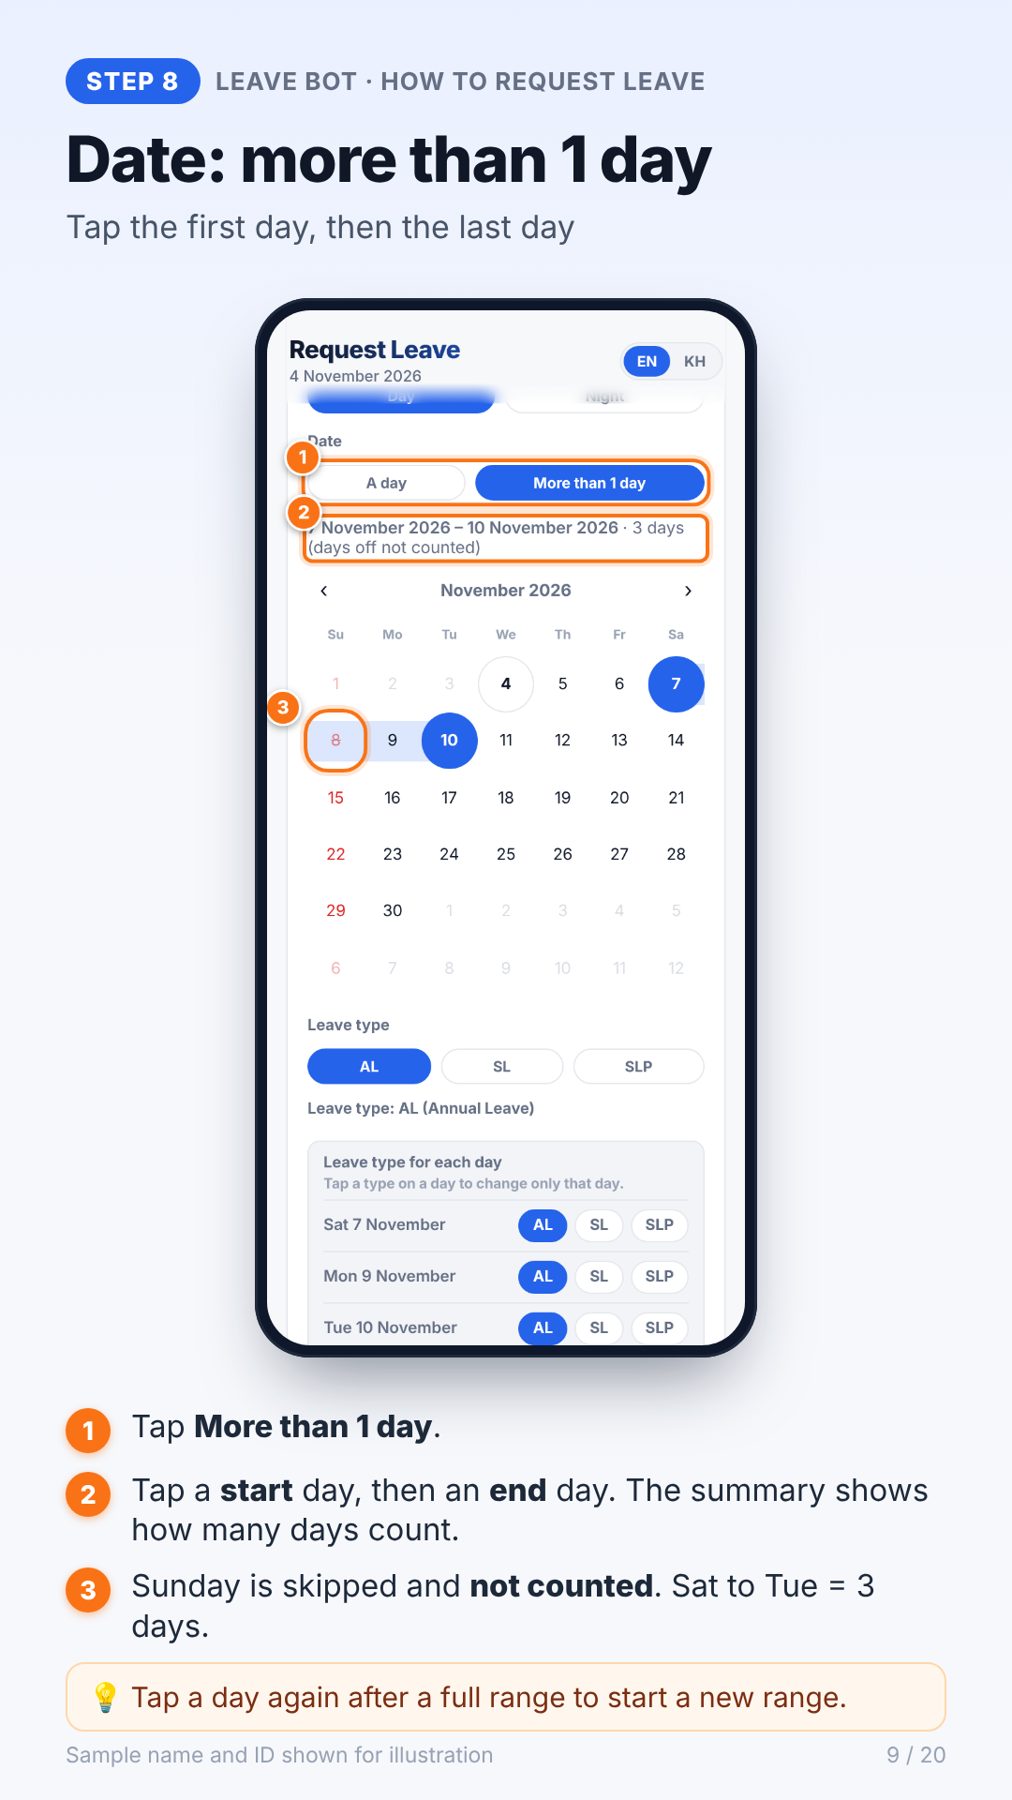 STEP 8 LEAVE BOT · HOW TO REQUEST LEAVE
Date: more than 1 day
Tap the first day, then the last day
Request Leave
EN KH
4 November 2026
Day Night
Date
1
A day More than 1 day
2
7 November 2026 – 10 November 2026 · 3 days
(days off not counted)
‹ November 2026 ›
Su Mo Tu We Th Fr Sa
1 2 3 4 5 6 7
3
8 9 10 11 12 13 14
15 16 17 18 19 20 21
22 23 24 25 26 27 28
29 30 1 2 3 4 5
6 7 8 9 10 11 12
Leave type
AL SL SLP
Leave type: AL (Annual Leave)
Leave type for each day
Tap a type on a day to change only that day.
Sat 7 November AL SL SLP
Mon 9 November AL SL SLP
Tue 10 November AL SL SLP
1 Tap More than 1 day.
2 Tap a start day, then an end day. The summary shows
how many days count.
3 Sunday is skipped and not counted. Sat to Tue = 3
days.
💡 Tap a day again after a full range to start a new range.
Sample name and ID shown for illustration 9 / 20